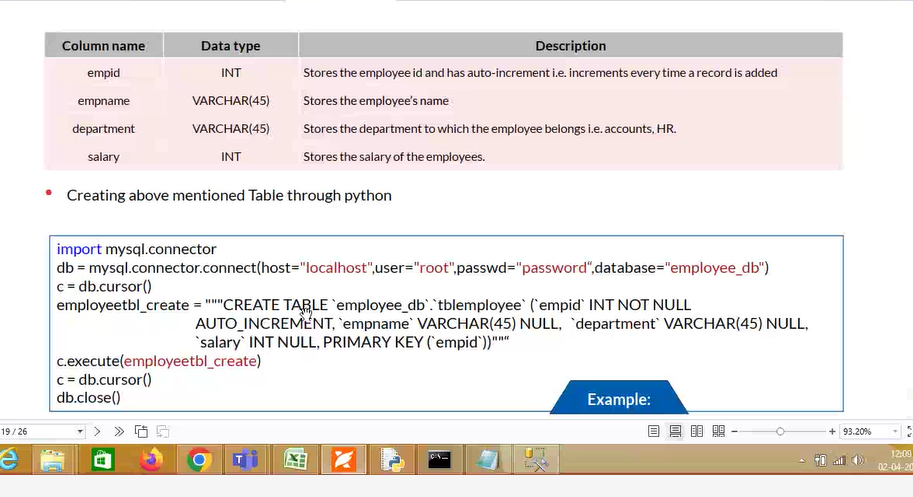 Column name Data type Description
empid INT Stores the employee id and has auto-increment i.e. increments every time a record is added
empname VARCHAR(45) Stores the employee's name
department VARCHAR(45) Stores the department to which the employee belongs i.e. accounts, HR.
salary INT Stores the salary of the employees.
• Creating above mentioned Table through python
import mysql.connector
db = mysql.connector.connect(host="localhost",user="root",passwd="password“,database="employee_db")
c = db.cursor()
employeetbl_create = """CREATE TABLE `employee_db`.`tblemployee` (`empid` INT NOT NULL
AUTO_INCREMENT, `empname` VARCHAR(45) NULL, `department` VARCHAR(45) NULL,
`salary` INT NULL, PRIMARY KEY (`empid`))"""“
c.execute(employeetbl_create)
c = db.cursor()
db.close()
Example:
19 / 26 93.20%
12:09